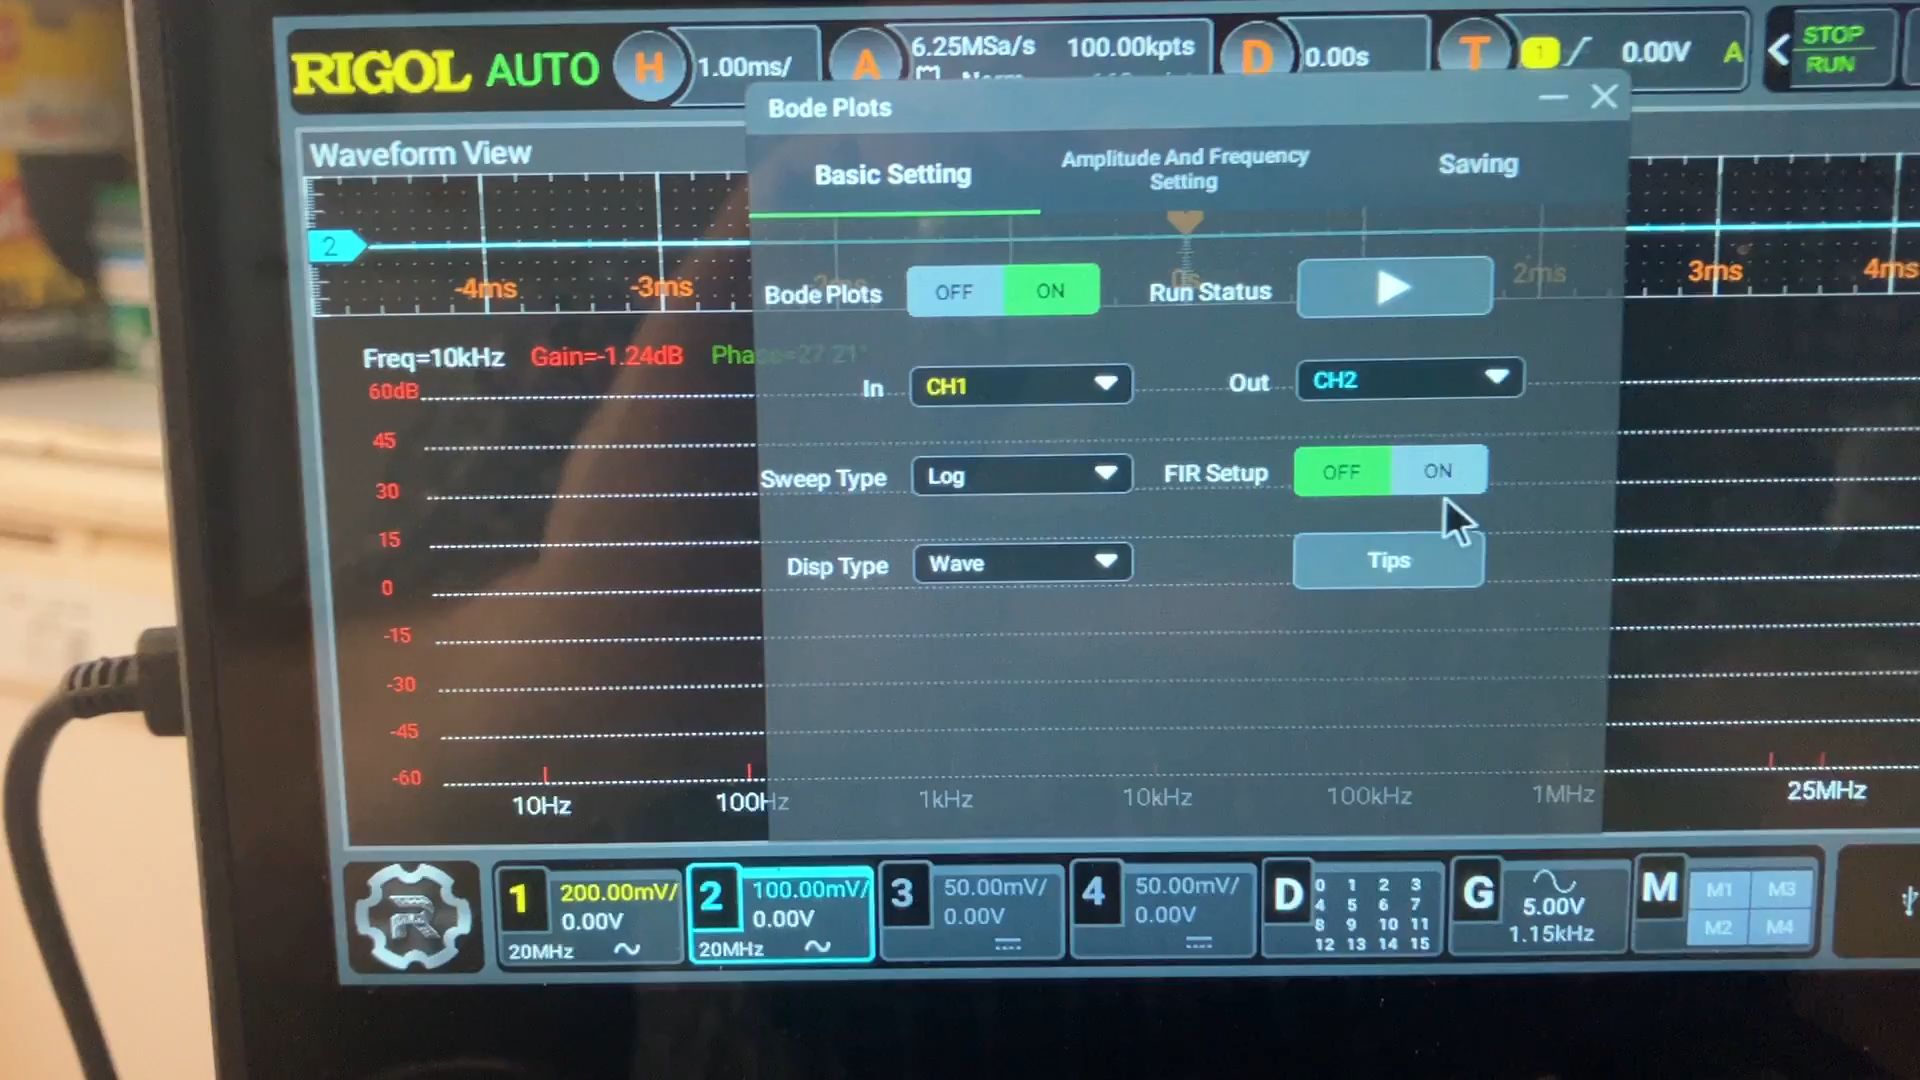 RIGOL AUTO H 1.00ms/ A 6.25MSa/s 100.00kpts D 0.00s T 1 0.00V A STOP
RUN
Bode Plots
Waveform View
Basic Setting Amplitude And Frequency Setting Saving
2
-4ms -3ms 0s 2ms 3ms 4ms
Bode Plots OFF ON Run Status
Freq=10kHz Gain=-1.24dB Phase=27.21°
60dB
In CH1 Out CH2
45
Sweep Type Log FIR Setup OFF ON
30
15
Disp Type Wave Tips
0
-15
-30
-45
-60
10Hz 100Hz 1kHz 10kHz 100kHz 1MHz 25MHz
1 200.00mV/ 0.00V 20MHz
2 100.00mV/ 0.00V 20MHz
3 50.00mV/ 0.00V
4 50.00mV/ 0.00V
D 0 1 2 3
4 5 6 7
8 9 10 11
12 13 14 15
G 5.00V 1.15kHz
M M1 M3
M2 M4
R